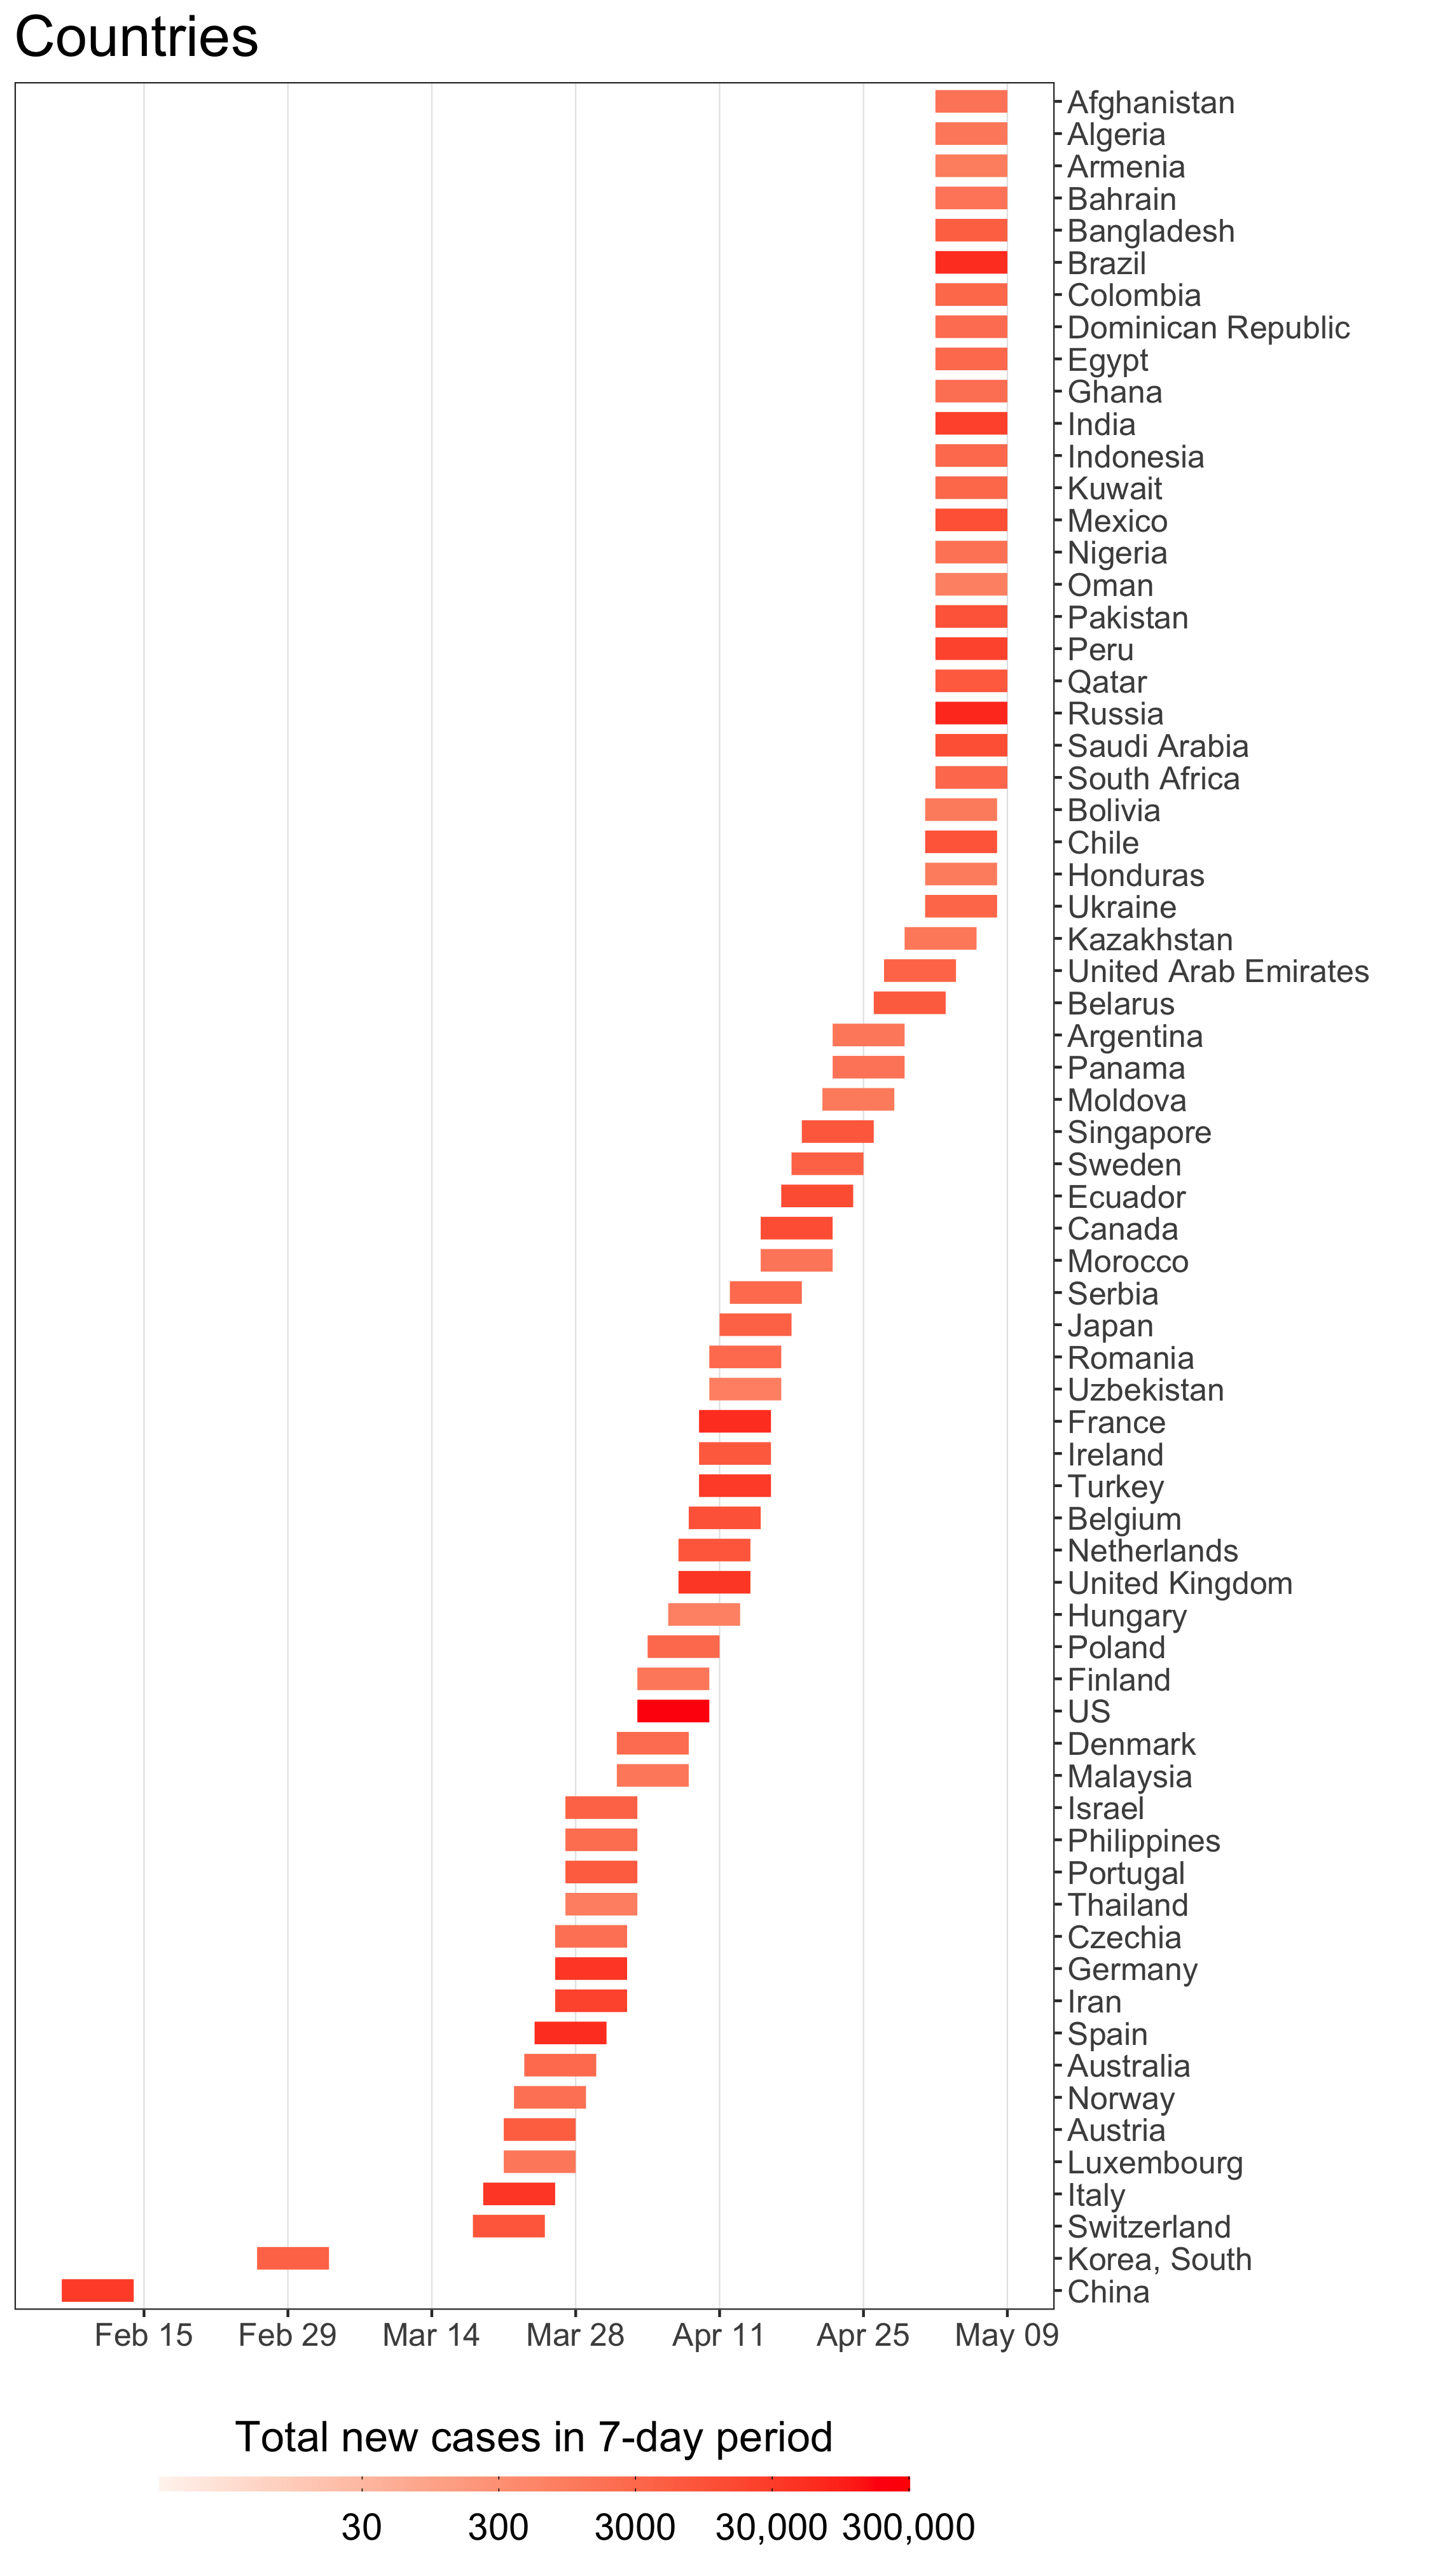 Countries
Afghanistan
Algeria
Armenia
Bahrain
Bangladesh
Brazil
Colombia
Dominican Republic
Egypt
Ghana
India
Indonesia
Kuwait
Mexico
Nigeria
Oman
Pakistan
Peru
Qatar
Russia
Saudi Arabia
South Africa
Bolivia
Chile
Honduras
Ukraine
Kazakhstan
United Arab Emirates
Belarus
Argentina
Panama
Moldova
Singapore
Sweden
Ecuador
Canada
Morocco
Serbia
Japan
Romania
Uzbekistan
France
Ireland
Turkey
Belgium
Netherlands
United Kingdom
Hungary
Poland
Finland
US
Denmark
Malaysia
Israel
Philippines
Portugal
Thailand
Czechia
Germany
Iran
Spain
Australia
Norway
Austria
Luxembourg
Italy
Switzerland
Korea, South
China
Feb 15 Feb 29 Mar 14 Mar 28 Apr 11 Apr 25 May 09
Total new cases in 7-day period
30 300 3000 30,000 300,000